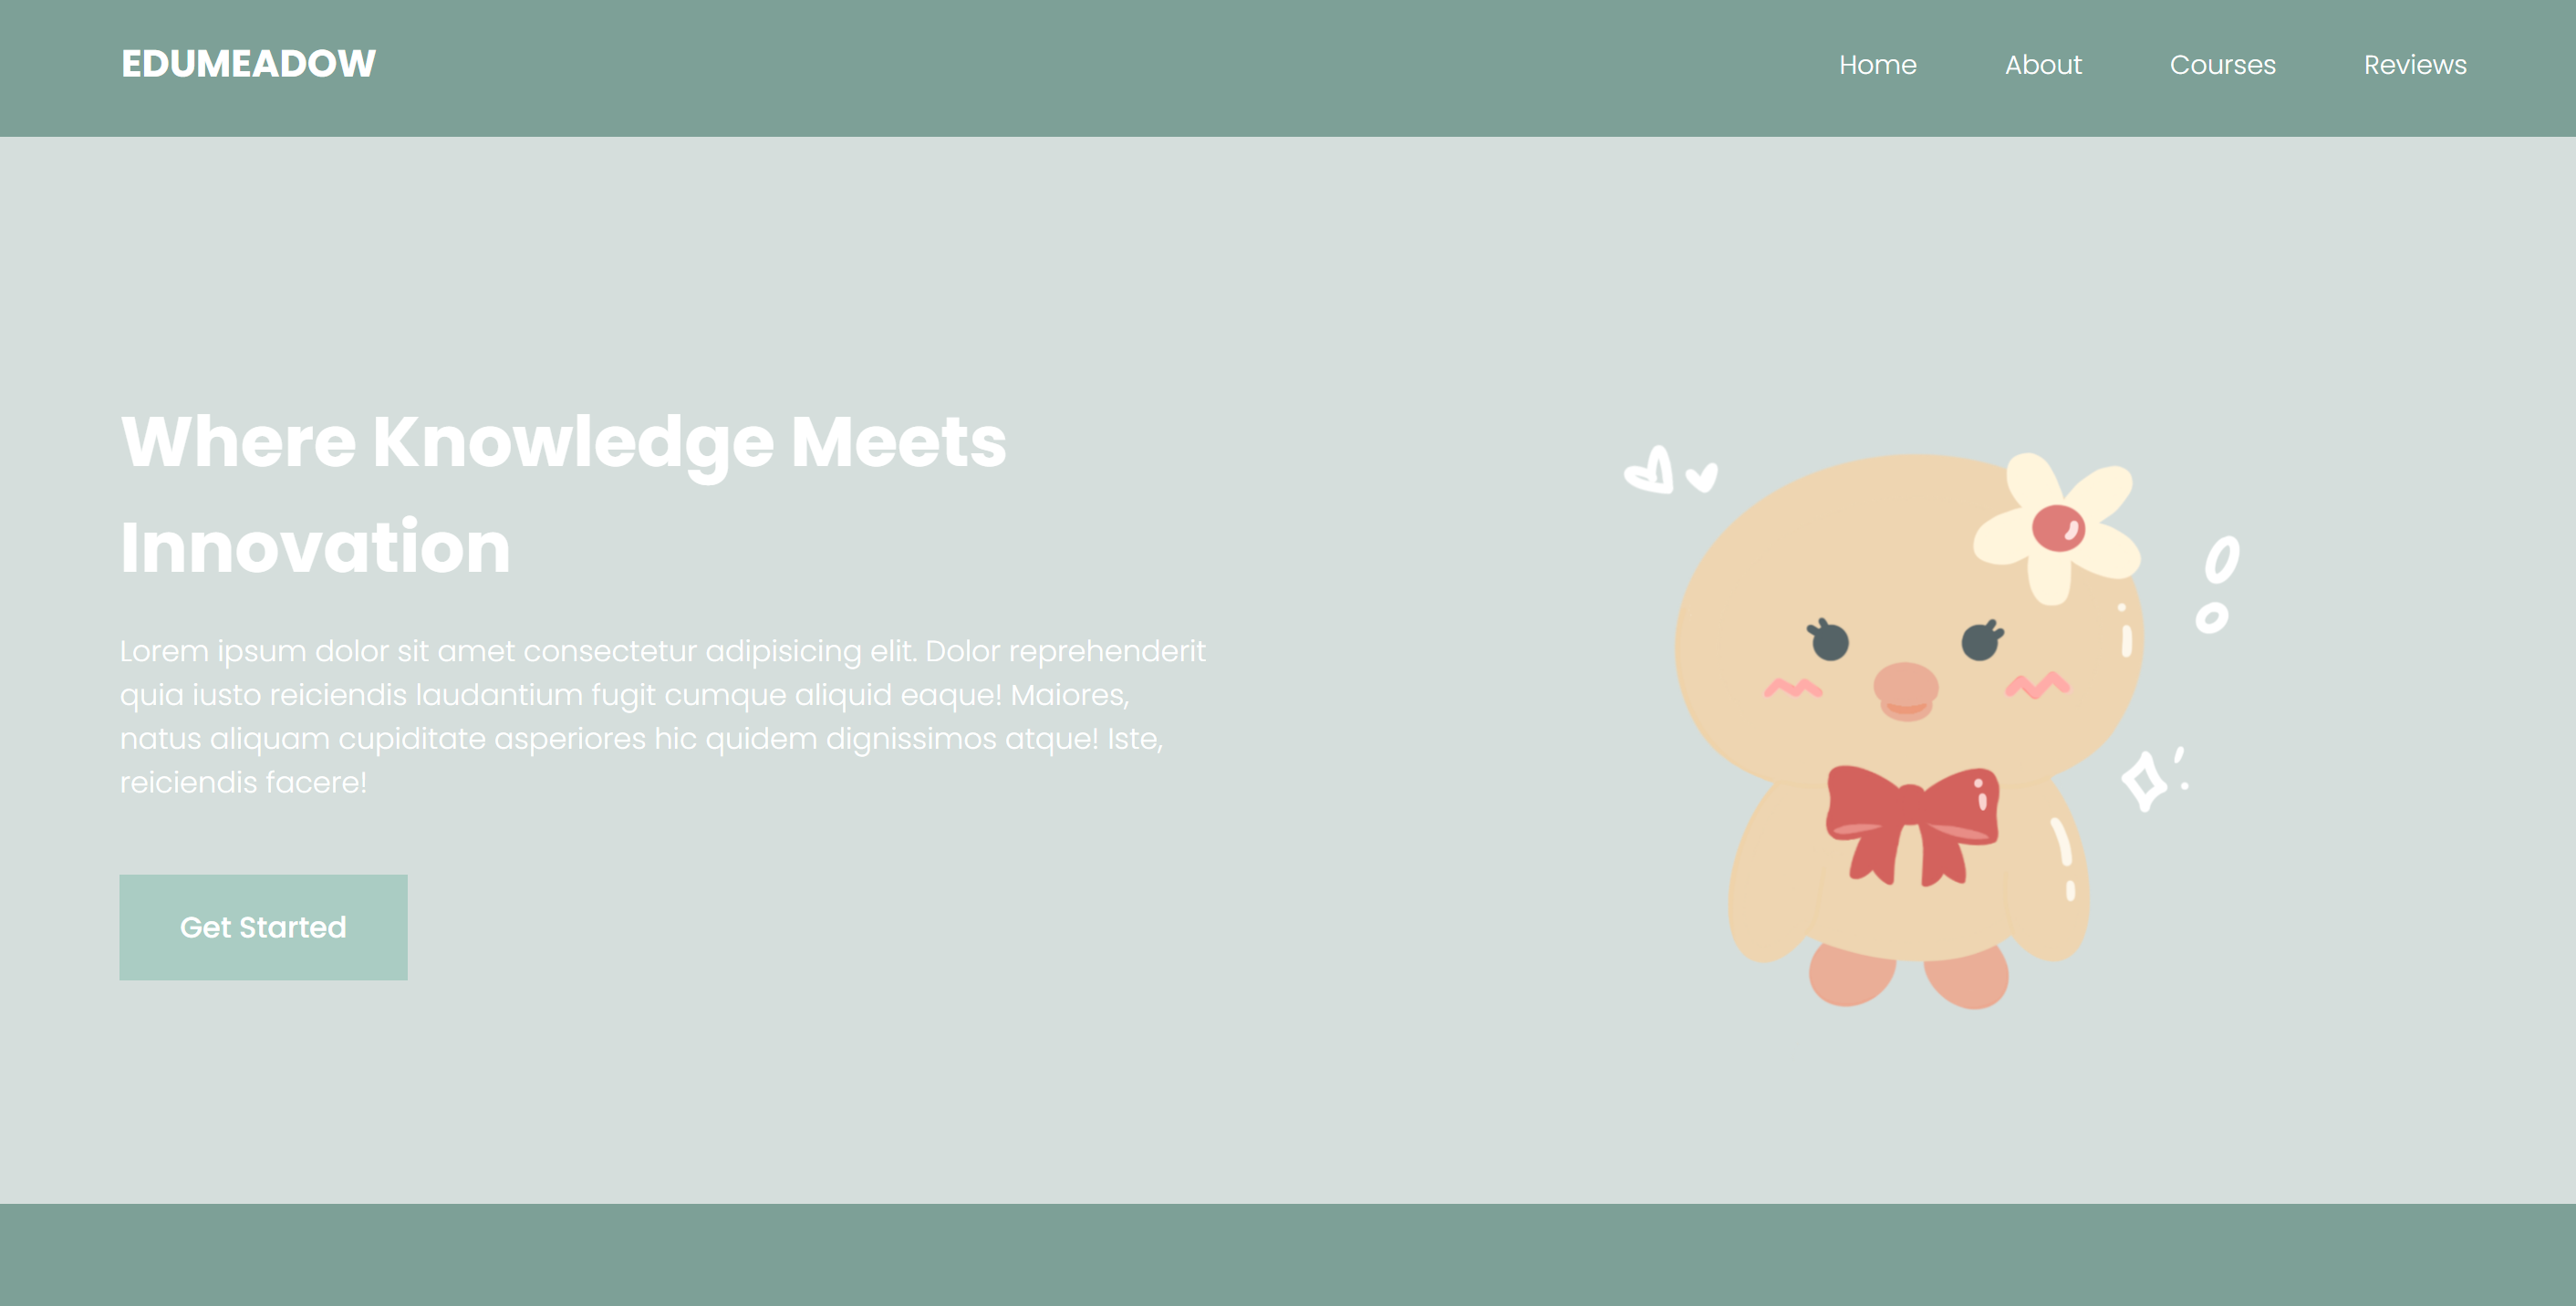 EDUMEADOW
Home About Courses Reviews
Where Knowledge Meets
Innovation
Lorem ipsum dolor sit amet consectetur adipisicing elit. Dolor reprehenderit
quia iusto reiciendis laudantium fugit cumque aliquid eaque! Maiores,
natus aliquam cupiditate asperiores hic quidem dignissimos atque! Iste,
reiciendis facere!
Get Started